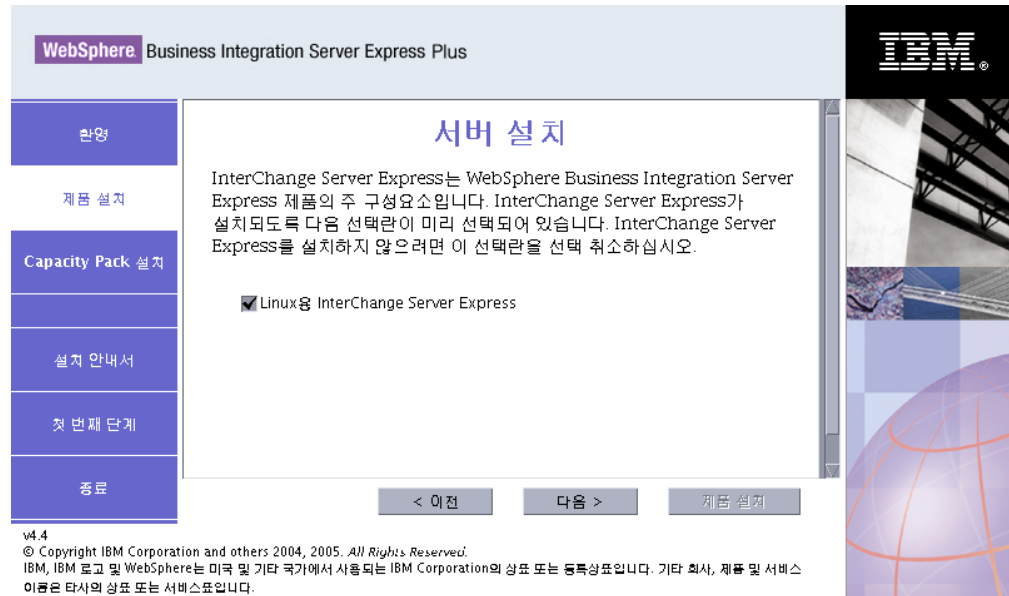 WebSphere. Business Integration Server Express Plus
IBM®
환영
제품 설치
Capacity Pack 설치
설치 안내서
첫 번째 단계
종료
서버 설치
InterChange Server Express는 WebSphere Business Integration Server
Express 제품의 주 구성요소입니다. InterChange Server Express가
설치되도록 다음 선택란이 미리 선택되어 있습니다. InterChange Server
Express를 설치하지 않으려면 이 선택란을 선택 취소하십시오.
Linux용 InterChange Server Express
< 이전
다음 >
제품 설치
v4.4
© Copyright IBM Corporation and others 2004, 2005. All Rights Reserved.
IBM, IBM 로고 및 WebSphere는 미국 및 기타 국가에서 사용되는 IBM Corporation의 상표 또는 등록상표입니다. 기타 회사, 제품 및 서비스
이름은 타사의 상표 또는 서비스표입니다.